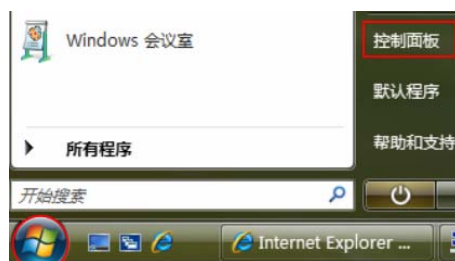 Windows 会议室
控制面板
默认程序
所有程序
帮助和支持
开始搜索
Internet Explorer ...